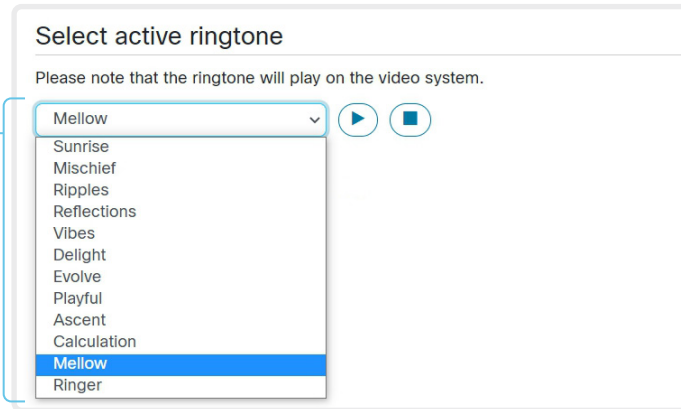 Select active ringtone
Please note that the ringtone will play on the video system.
Mellow
Sunrise
Mischief
Ripples
Reflections
Vibes
Delight
Evolve
Playful
Ascent
Calculation
Mellow
Ringer